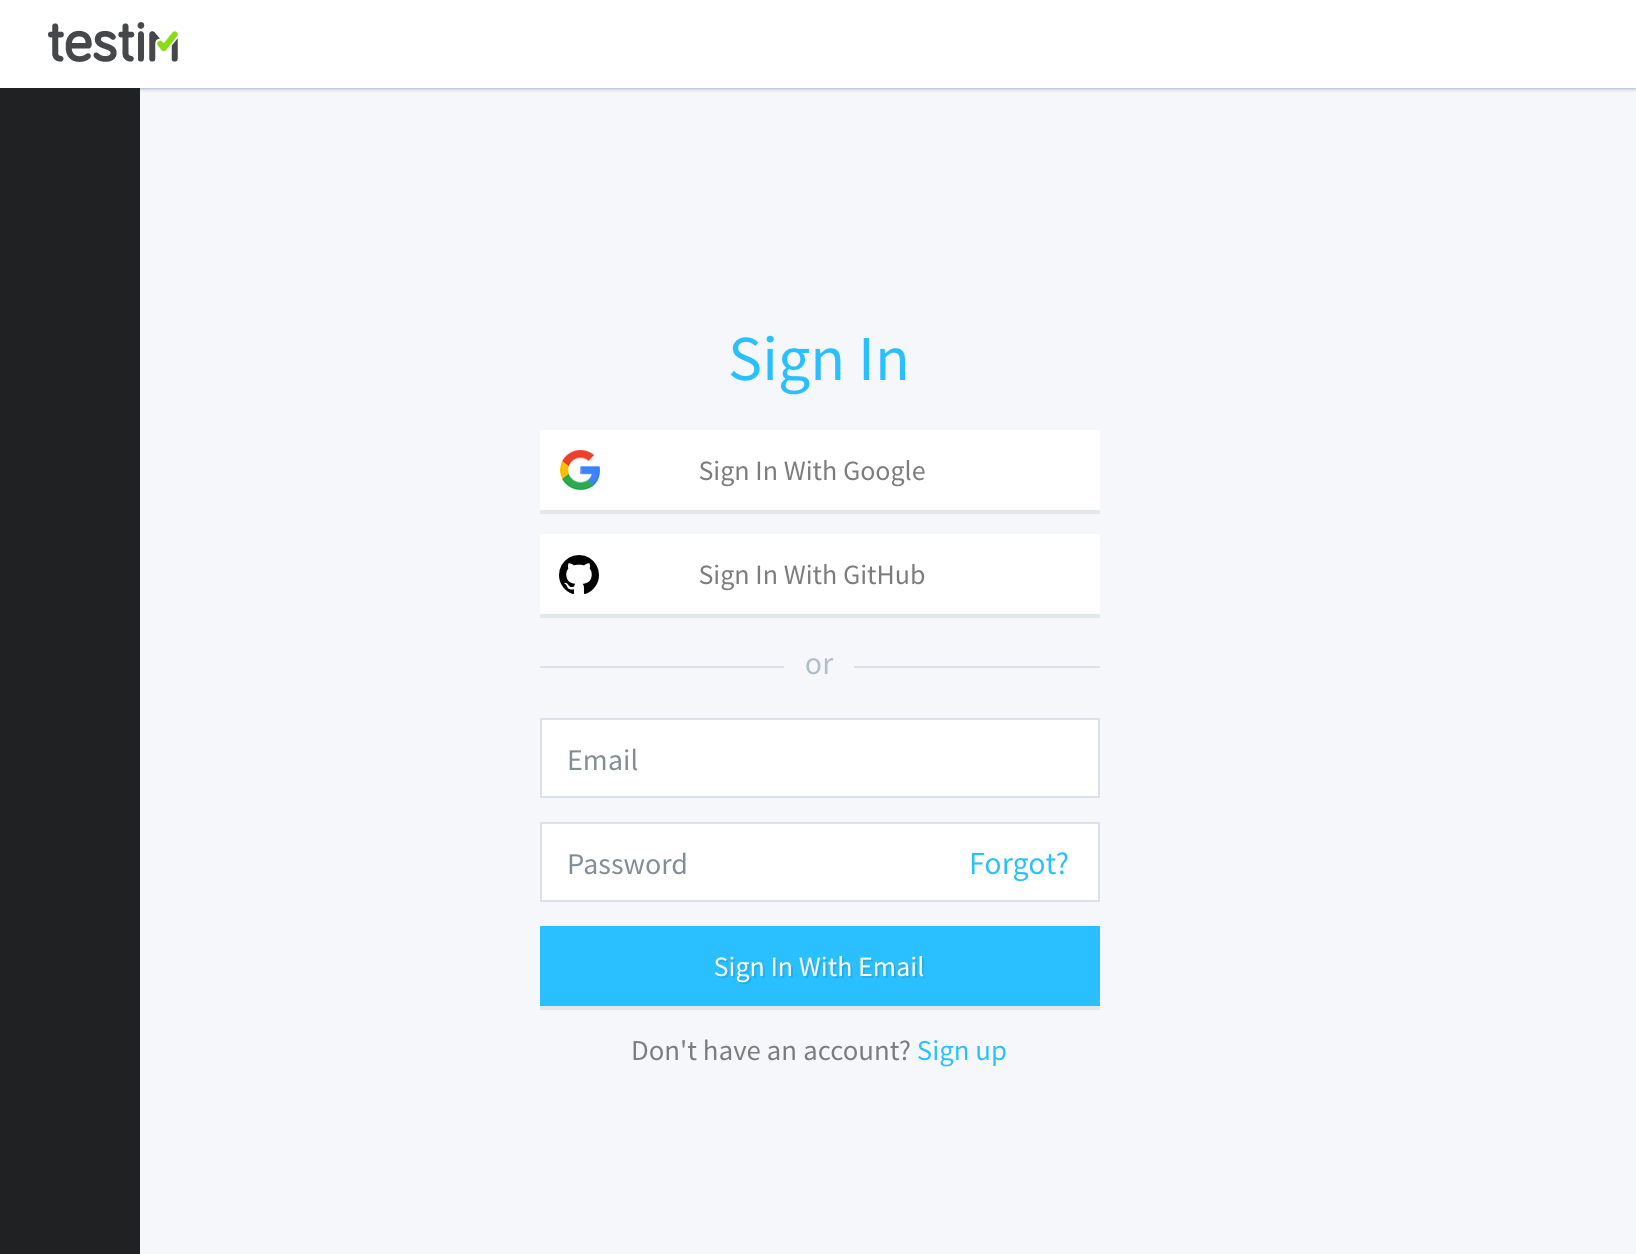 testim
Sign In
Sign In With Google
Sign In With GitHub
or
Email
Password Forgot?
Sign In With Email
Don't have an account? Sign up